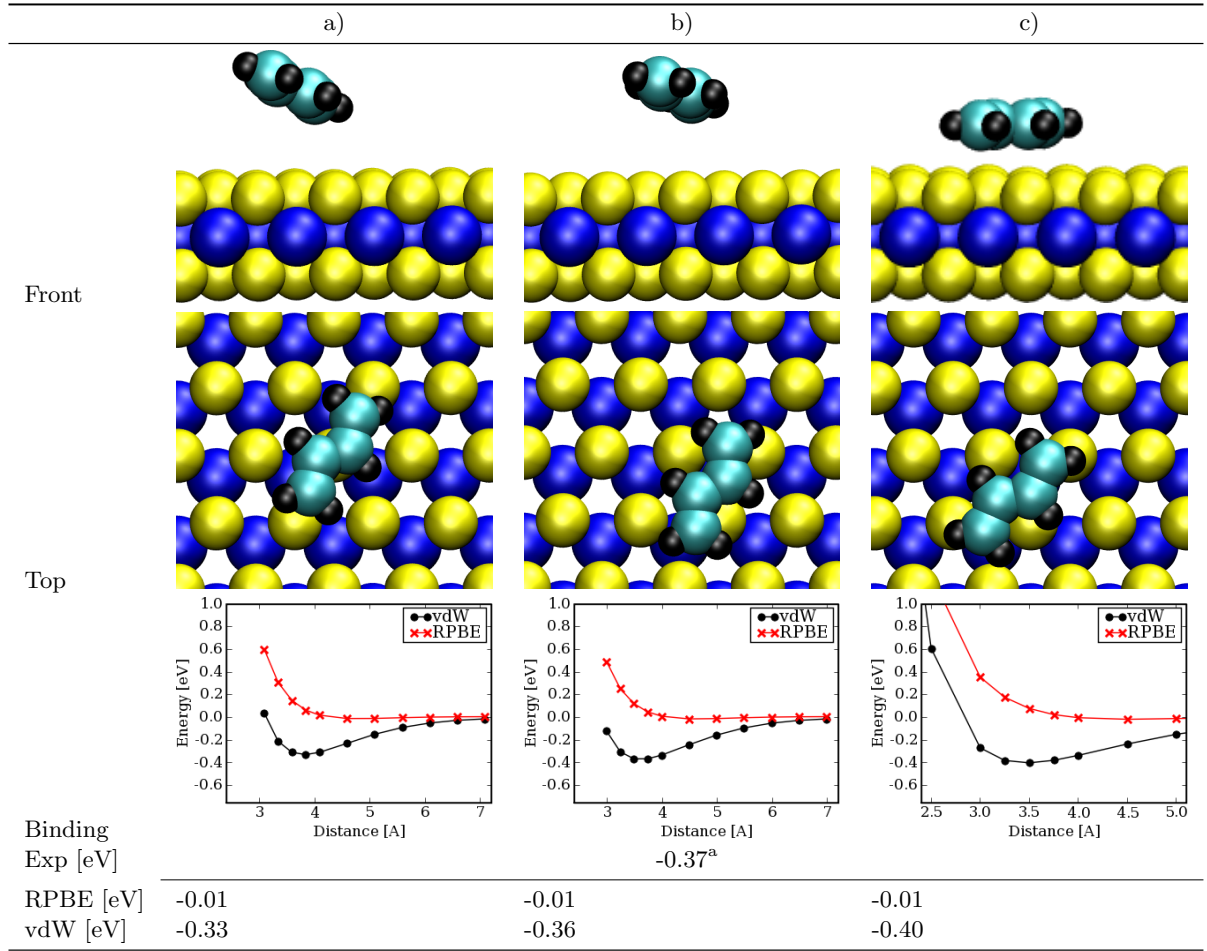 a) b) c)
Front
Top
1.0 0.8 0.6 0.4 0.2 0.0 -0.2 -0.4 -0.6
Energy [eV]
vdW
RPBE
3 4 5 6 7
Distance [A]
1.0 0.8 0.6 0.4 0.2 0.0 -0.2 -0.4 -0.6
Energy [eV]
vdW
RPBE
3 4 5 6 7
Distance [A]
1.0 0.8 0.6 0.4 0.2 0.0 -0.2 -0.4 -0.6
Energy [eV]
vdW
RPBE
2.5 3.0 3.5 4.0 4.5 5.0
Distance [A]
Binding
Exp [eV] -0.37ᵃ
RPBE [eV] -0.01 -0.01 -0.01
vdW [eV] -0.33 -0.36 -0.40